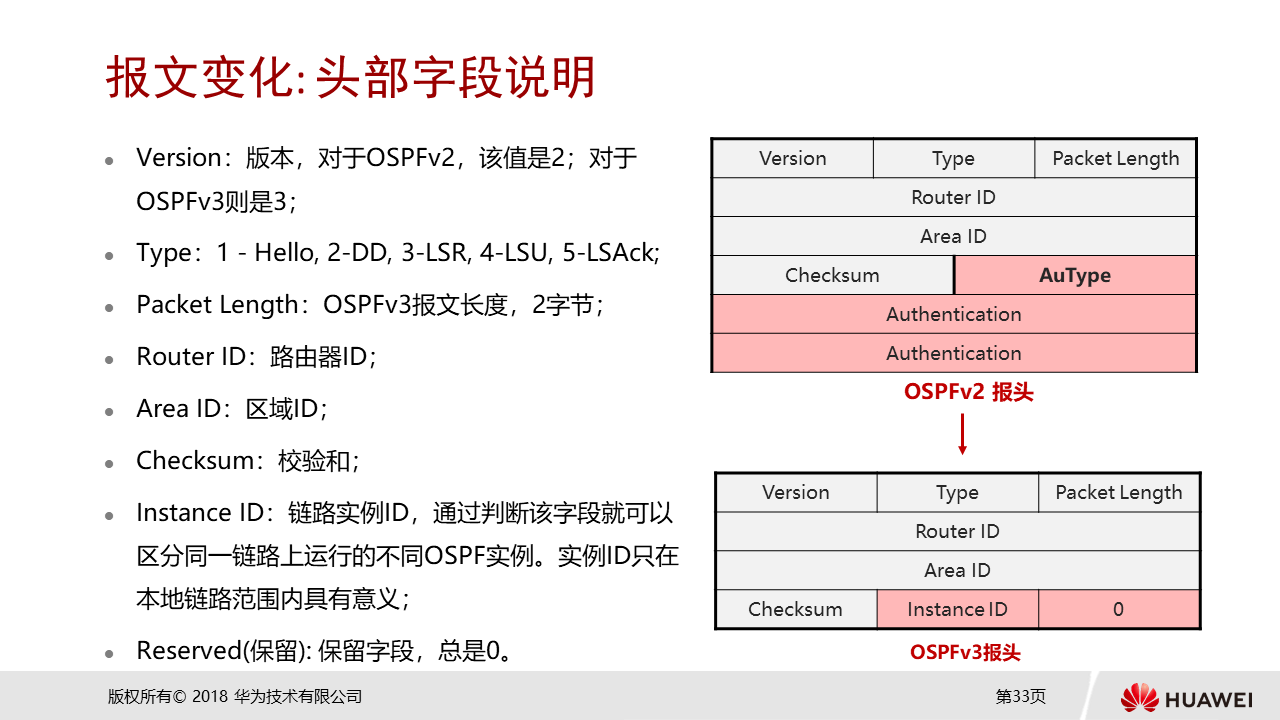 报文变化: 头部字段说明
Version：版本，对于OSPFv2，该值是2；对于
OSPFv3则是3；
Type：1 - Hello, 2-DD, 3-LSR, 4-LSU, 5-LSAck;
Packet Length：OSPFv3报文长度，2字节；
Router ID：路由器ID；
Area ID：区域ID；
Checksum：校验和；
Instance ID：链路实例ID，通过判断该字段就可以
区分同一链路上运行的不同OSPF实例。实例ID只在
本地链路范围内具有意义；
Reserved(保留): 保留字段，总是0。
Version Type Packet Length
Router ID
Area ID
Checksum AuType
Authentication
Authentication
OSPFv2 报头
Version Type Packet Length
Router ID
Area ID
Checksum Instance ID 0
OSPFv3报头
版权所有© 2018 华为技术有限公司
第33页
HUAWEI